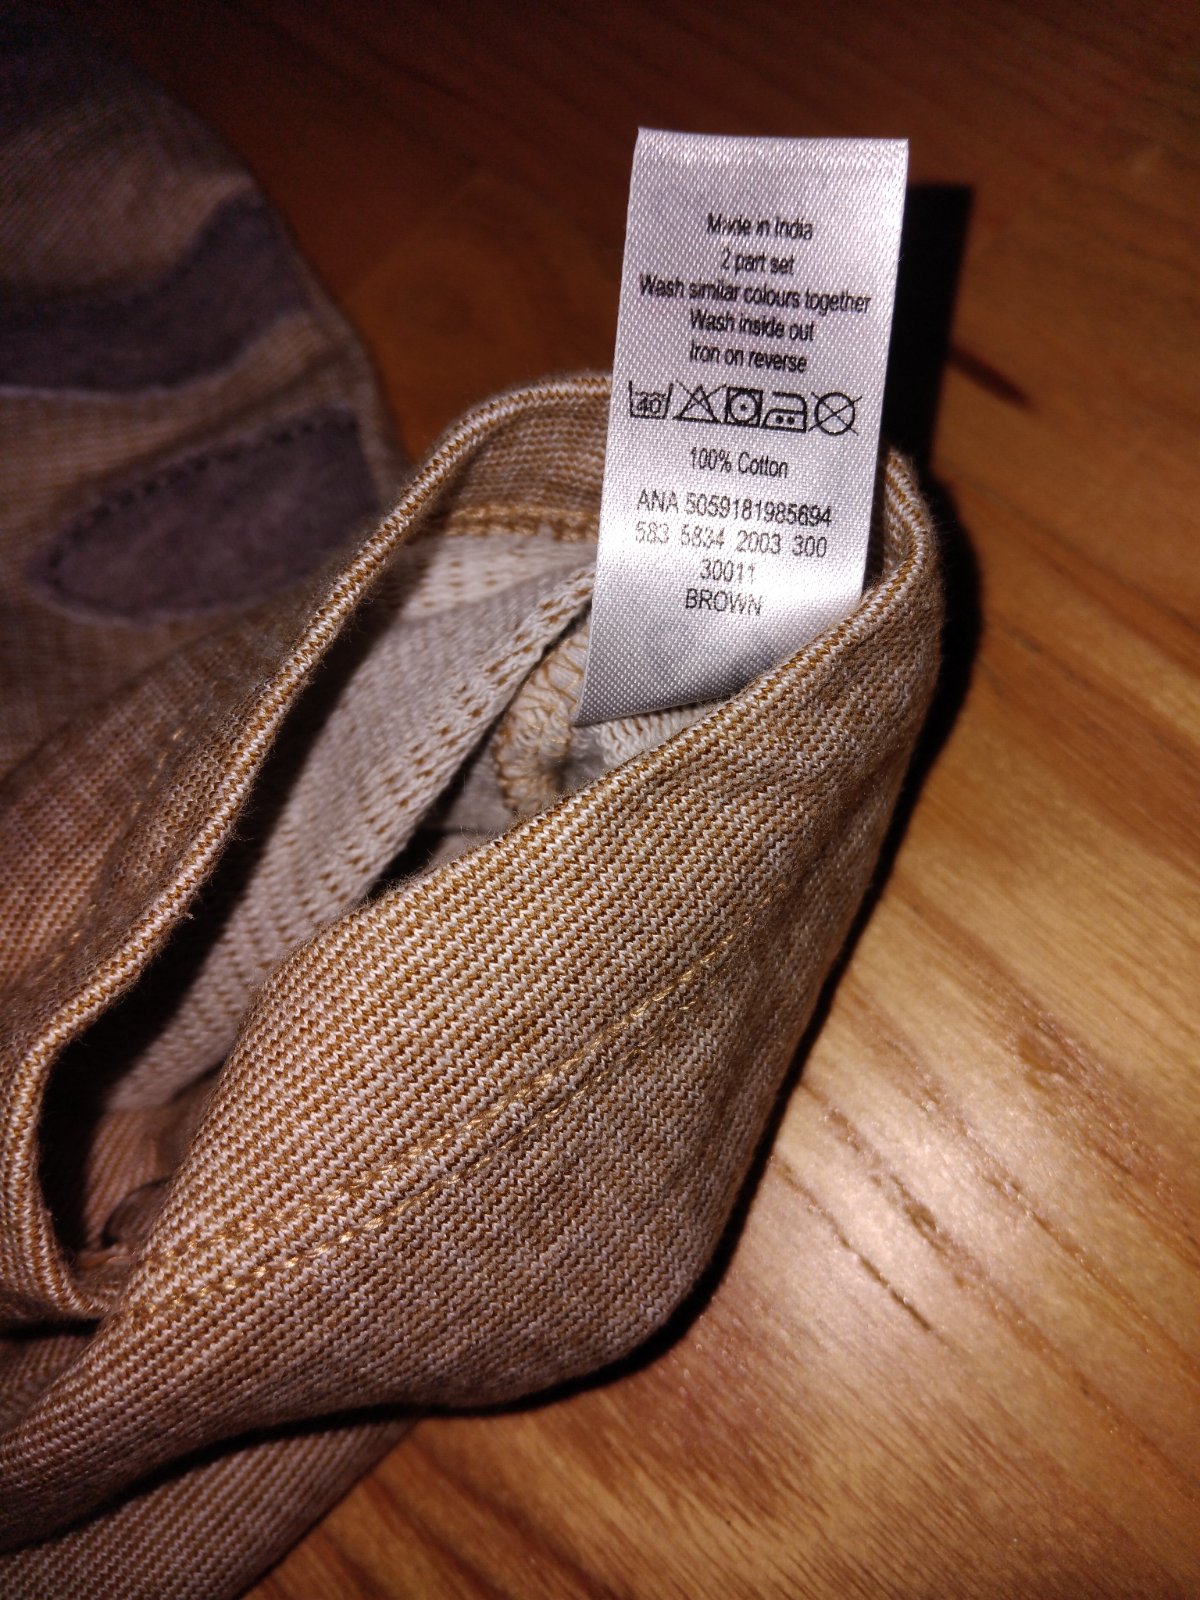 Made in India
2 part set
Wash similar colours together
Wash inside out
Iron on reverse
40
100% Cotton
ANA 5059181985694
583 5834 2003 300
30011
BROWN